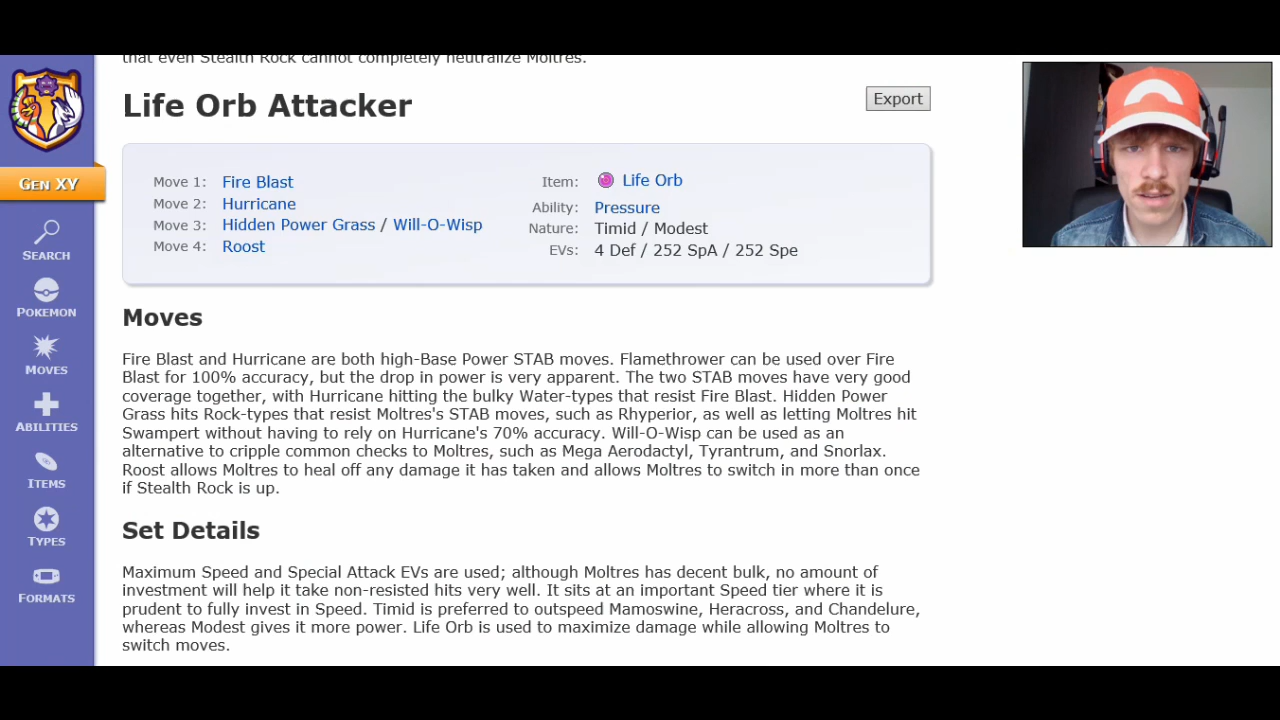 that even Stealth Rock cannot completely neutralize Moltres.
Life Orb Attacker
Export
Move 1: Fire Blast
Move 2: Hurricane
Move 3: Hidden Power Grass / Will-O-Wisp
Move 4: Roost
Item: Life Orb
Ability: Pressure
Nature: Timid / Modest
EVs: 4 Def / 252 SpA / 252 Spe
Moves
Fire Blast and Hurricane are both high-Base Power STAB moves. Flamethrower can be used over Fire
Blast for 100% accuracy, but the drop in power is very apparent. The two STAB moves have very good
coverage together, with Hurricane hitting the bulky Water-types that resist Fire Blast. Hidden Power
Grass hits Rock-types that resist Moltres's STAB moves, such as Rhyperior, as well as letting Moltres hit
Swampert without having to rely on Hurricane's 70% accuracy. Will-O-Wisp can be used as an
alternative to cripple common checks to Moltres, such as Mega Aerodactyl, Tyrantrum, and Snorlax.
Roost allows Moltres to heal off any damage it has taken and allows Moltres to switch in more than once
if Stealth Rock is up.
Set Details
Maximum Speed and Special Attack EVs are used; although Moltres has decent bulk, no amount of
investment will help it take non-resisted hits very well. It sits at an important Speed tier where it is
prudent to fully invest in Speed. Timid is preferred to outspeed Mamoswine, Heracross, and Chandelure,
whereas Modest gives it more power. Life Orb is used to maximize damage while allowing Moltres to
switch moves.
GEN XY
SEARCH
POKEMON
MOVES
ABILITIES
ITEMS
TYPES
FORMATS